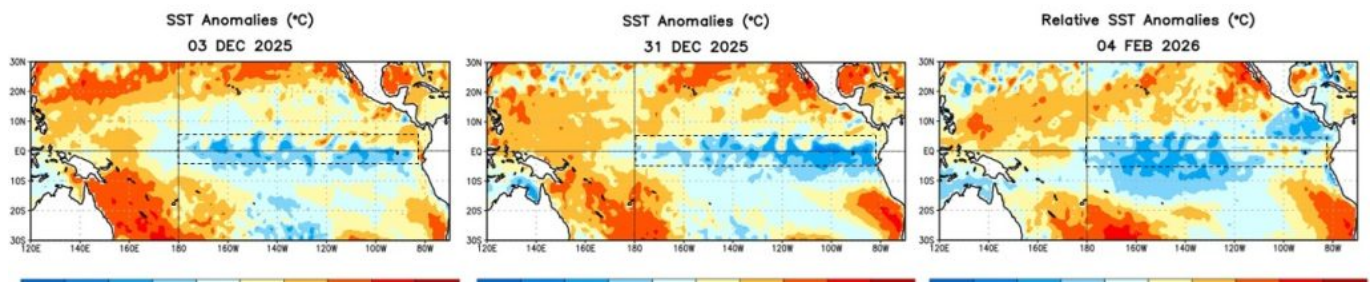 SST Anomalies (°C)
03 DEC 2025
30N
20N
10N
EQ
10S
20S
30S
120E 140E 160E 180 160W 140W 120W 100W 80W
SST Anomalies (°C)
31 DEC 2025
30N
20N
10N
EQ
10S
20S
30S
120E 140E 160E 180 160W 140W 120W 100W 80W
Relative SST Anomalies (°C)
04 FEB 2026
30N
20N
10N
EQ
10S
20S
30S
120E 140E 160E 180 160W 140W 120W 100W 80W